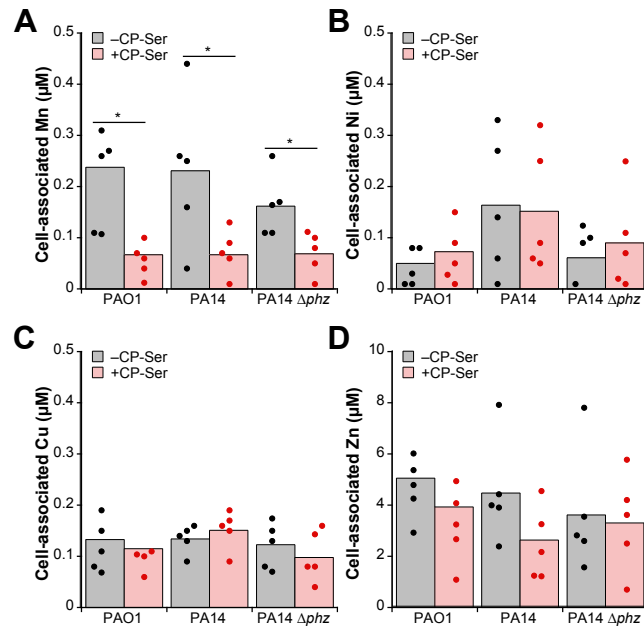 A
–CP-Ser
+CP-Ser
Cell-associated Mn (µM)
0.5
0.4
0.3
0.2
0.1
0
*
*
*
PAO1
PA14
PA14 Δphz
B
–CP-Ser
+CP-Ser
Cell-associated Ni (µM)
0.5
0.4
0.3
0.2
0.1
0
PAO1
PA14
PA14 Δphz
C
–CP-Ser
+CP-Ser
Cell-associated Cu (µM)
0.5
0.4
0.3
0.2
0.1
0
PAO1
PA14
PA14 Δphz
D
–CP-Ser
+CP-Ser
Cell-associated Zn (µM)
10
8
6
4
2
0
PAO1
PA14
PA14 Δphz